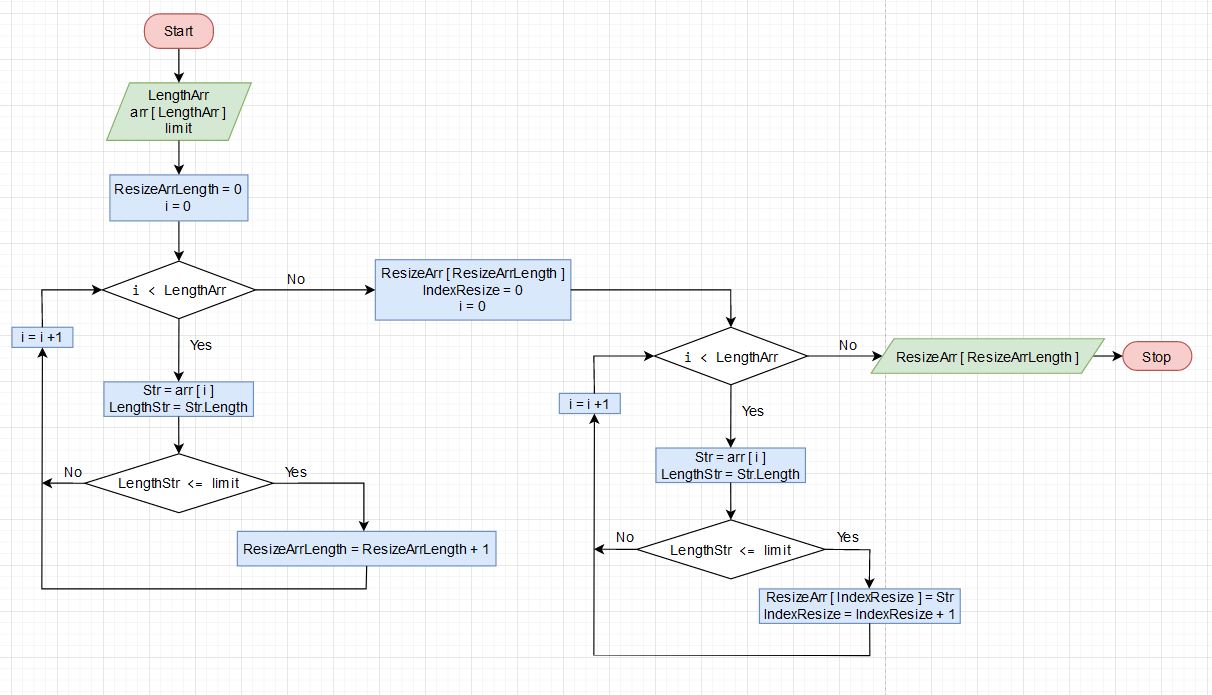 Start
LengthArr
arr [ LengthArr ]
limit
ResizeArrLength = 0
i = 0
i < LengthArr
No
ResizeArr [ ResizeArrLength ]
IndexResize = 0
i = 0
i = i +1
Yes
Str = arr [ i ]
LengthStr = Str.Length
No
LengthStr <= limit
Yes
ResizeArrLength = ResizeArrLength + 1
i < LengthArr
No
ResizeArr [ ResizeArrLength ]
Stop
i = i +1
Yes
Str = arr [ i ]
LengthStr = Str.Length
No
LengthStr <= limit
Yes
ResizeArr [ IndexResize ] = Str
IndexResize = IndexResize + 1